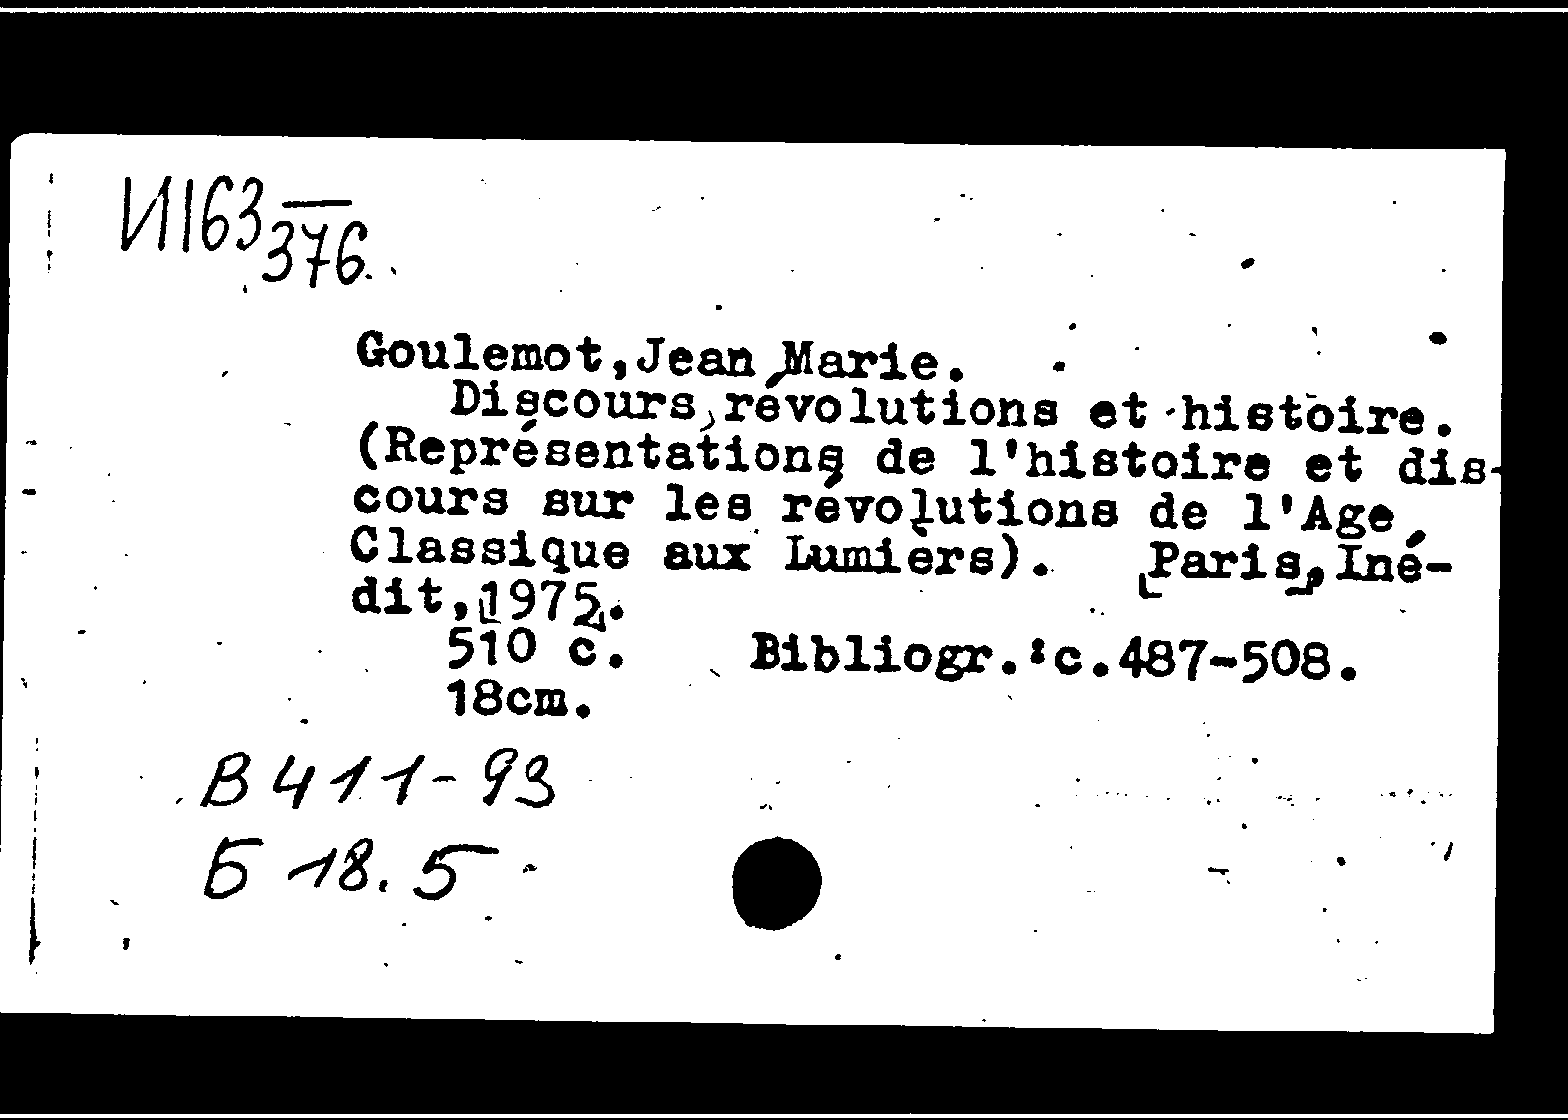 И163
376
Goulemot, Jean Marie.
Discours, révolutions et histoire.
(Représentations de l'histoire et dis-
cours sur les révolutions de l'Age
Classique aux Lumièrs). [Paris], Iné-
dit, [1975].
510 с. Bibliogr.:с.487-508.
18cm.
В 411-93
Б 18.5